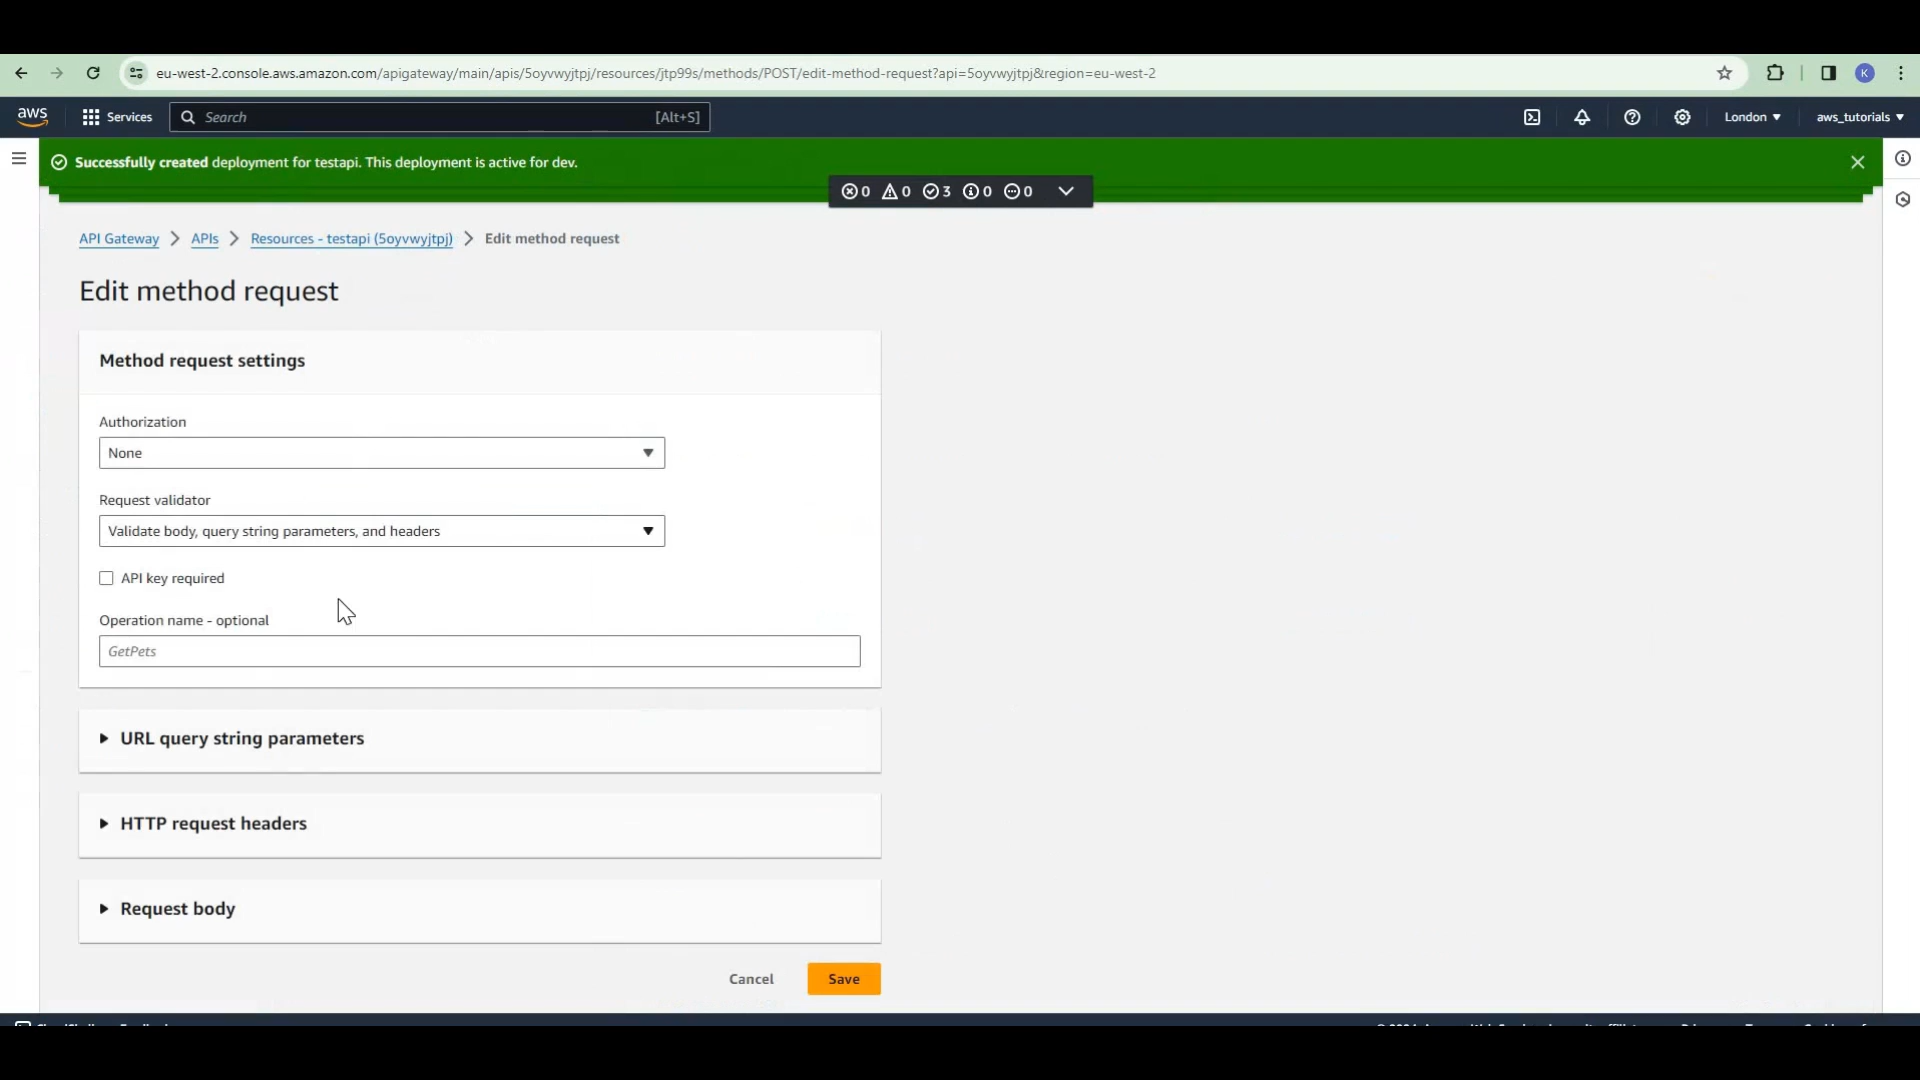 eu-west-2.console.aws.amazon.com/apigateway/main/apis/5oyvwyjtpj/resources/jtp99s/methods/POST/edit-method-request?api=5oyvwyjtpj&region=eu-west-2
K
aws
Services
Search
[Alt+S]
London
aws_tutorials
Successfully created deployment for testapi. This deployment is active for dev.
0 0 3 0 0
API Gateway
APIs
Resources - testapi (5oyvwyjtpj)
Edit method request
Edit method request
Method request settings
Authorization
None
Request validator
Validate body, query string parameters, and headers
API key required
Operation name - optional
GetPets
URL query string parameters
HTTP request headers
Request body
Cancel
Save